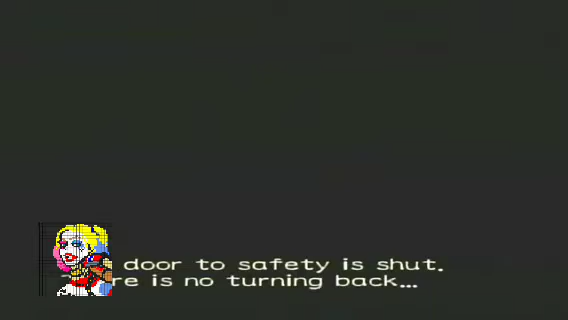 door to safety is shut.
re is no turning back...